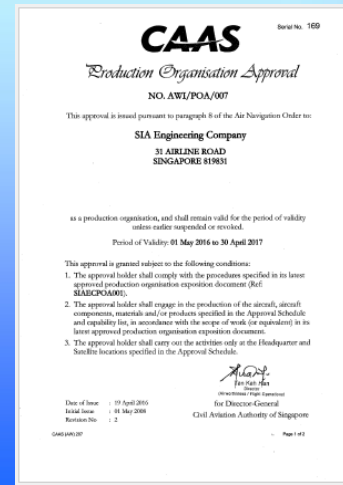 Serial No. 169
CAAS
Production Organisation Approval
NO. AWI/POA/007
This approval is issued pursuant to paragraph 8 of the Air Navigation Order to:
SIA Engineering Company
31 AIRLINE ROAD
SINGAPORE 819831
as a production organisation, and shall remain valid for the period of validity
unless earlier suspended or revoked.
Period of Validity: 01 May 2016 to 30 April 2017
This approval is granted subject to the following conditions:
1. The approval holder shall comply with the procedures specified in its latest
approved production organisation exposition document (Ref:
SIAECPOA001).
2. The approval holder shall engage in the production of the aircraft, aircraft
components, materials and/or products specified in the Approval Schedule
and capability list, in accordance with the scope of work (or equivalent) in its
latest approved production organisation exposition document.
3. The approval holder shall carry out the activities only at the Headquarter and
Satellite locations specified in the Approval Schedule.
Director
(Airworthiness / Flight Operations)
for Director-General
Civil Aviation Authority of Singapore
Date of Issue : 19 April 2016
Initial Issue : 01 May 2008
Revision No : 2
Page 1 of 2